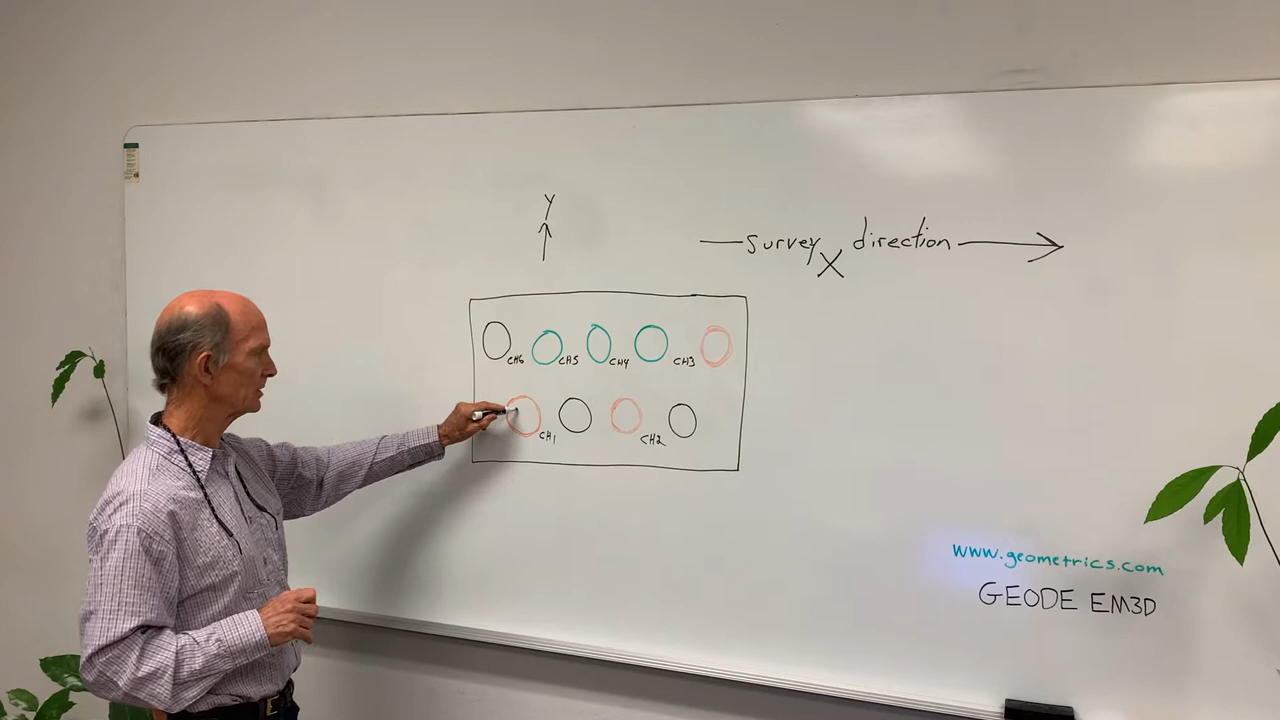 Y
survey direction
X
CH6 CH5 CH4 CH3
CH1 CH2
www.geometrics.com
GEODE EM3D